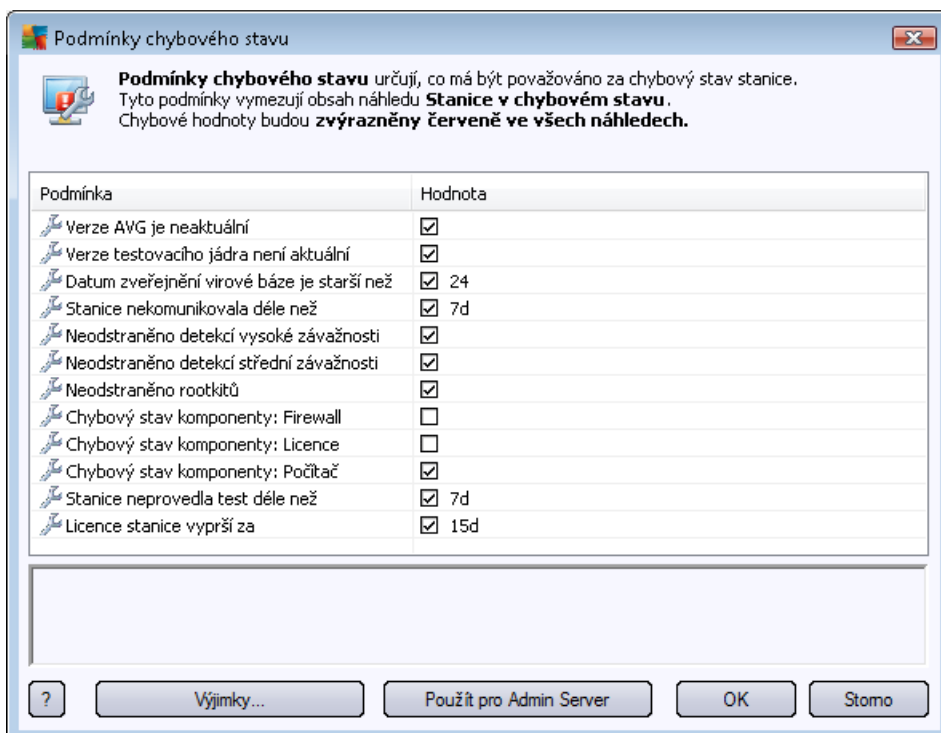 Podmínky chybového stavu
Podmínky chybového stavu určují, co má být považováno za chybový stav stanice.
Tyto podmínky vymezují obsah náhledu Stanice v chybovém stavu.
Chybové hodnoty budou zvýrazněny červeně ve všech náhledech.
Podmínka Hodnota
Verze AVG je neaktuální
Verze testovacího jádra není aktuální
Datum zveřejnění virové báze je starší než 24
Stanice nekomunikovala déle než 7d
Neodstraněno detekcí vysoké závažnosti
Neodstraněno detekcí střední závažnosti
Neodstraněno rootkitů
Chybový stav komponenty: Firewall
Chybový stav komponenty: Licence
Chybový stav komponenty: Počítač
Stanice neprovedla test déle než 7d
Licence stanice vyprší za 15d
? Výjimky... Použít pro Admin Server OK Storno